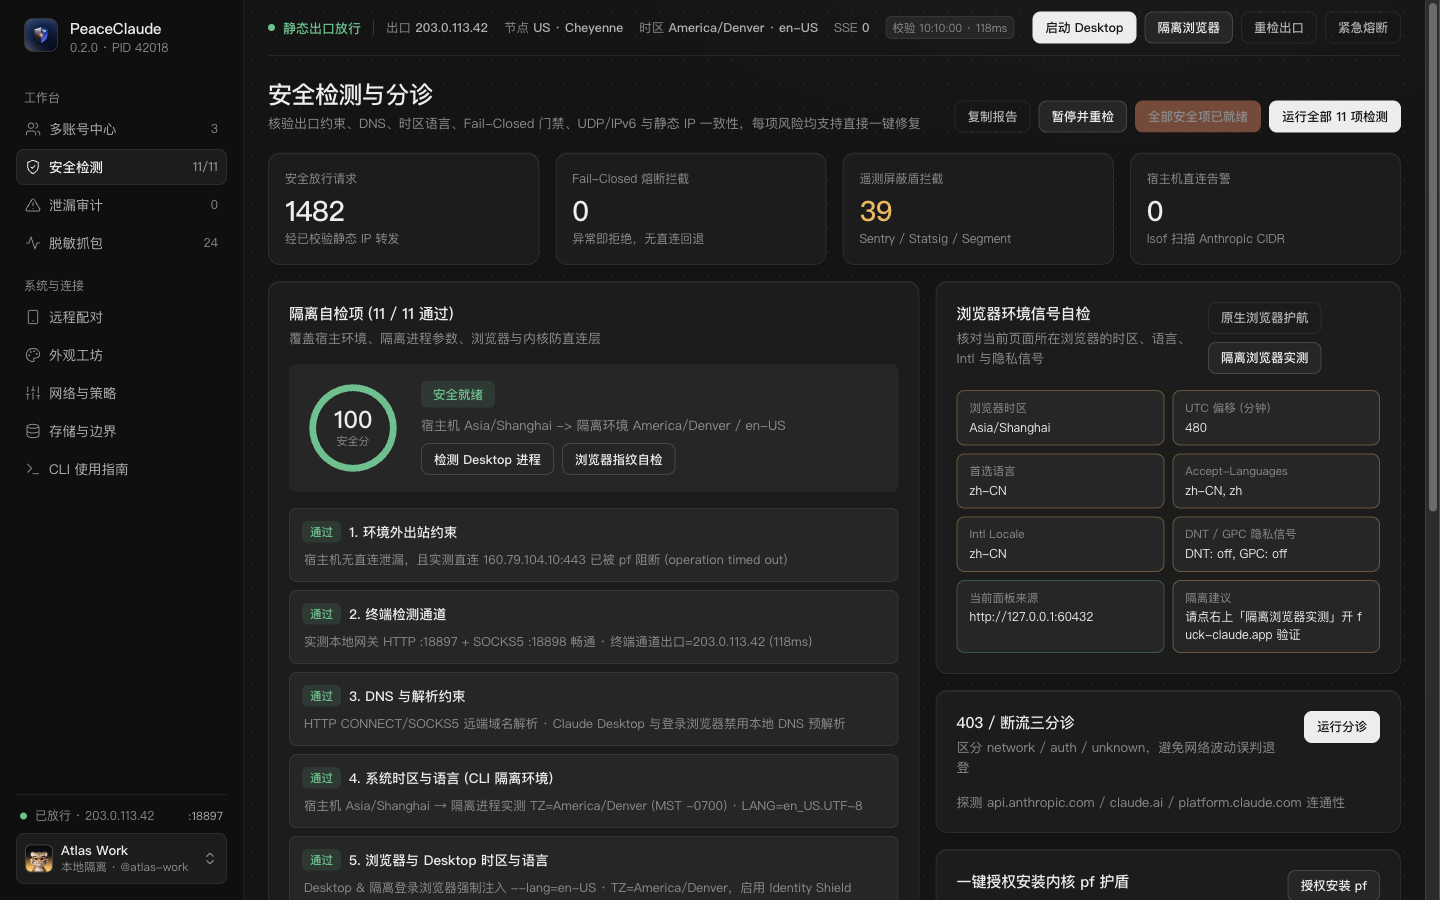 PeaceClaude
0.2.0 · PID 42018
工作台
多账号中心 3
安全检测 11/11
泄漏审计 0
脱敏抓包 24
系统与连接
远程配对
外观工坊
网络与策略
存储与边界
CLI 使用指南
已放行 · 203.0.113.42 :18897
Atlas Work
本地隔离 · @atlas-work
静态出口放行 出口 203.0.113.42 节点 US · Cheyenne 时区 America/Denver · en-US SSE 0 校验 10:10:00 · 118ms 启动 Desktop 隔离浏览器 重检出口 紧急熔断
安全检测与分诊
核验出口约束、DNS、时区语言、Fail-Closed 门禁、UDP/IPv6 与静态 IP 一致性，每项风险均支持直接一键修复
复制报告 暂停并重检 全部安全项已就绪 运行全部 11 项检测
安全放行请求
1482
经已校验静态 IP 转发
Fail-Closed 熔断拦截
0
异常即拒绝，无直连回退
遥测屏蔽盾拦截
39
Sentry / Statsig / Segment
宿主机直连告警
0
lsof 扫描 Anthropic CIDR
隔离自检项 (11 / 11 通过)
覆盖宿主环境、隔离进程参数、浏览器与内核防直连层
100
安全分
安全就绪
宿主机 Asia/Shanghai -> 隔离环境 America/Denver / en-US
检测 Desktop 进程 浏览器指纹自检
通过 1. 环境外出站约束
宿主机无直连泄漏，且实测直连 160.79.104.10:443 已被 pf 阻断 (operation timed out)
通过 2. 终端检测通道
实测本地网关 HTTP :18897 + SOCKS5 :18898 畅通 · 终端通道出口=203.0.113.42 (118ms)
通过 3. DNS 与解析约束
HTTP CONNECT/SOCKS5 远端域名解析 · Claude Desktop 与登录浏览器禁用本地 DNS 预解析
通过 4. 系统时区与语言 (CLI 隔离环境)
宿主机 Asia/Shanghai → 隔离进程实测 TZ=America/Denver (MST -0700) · LANG=en_US.UTF-8
通过 5. 浏览器与 Desktop 时区与语言
Desktop & 隔离登录浏览器强制注入 --lang=en-US · TZ=America/Denver，启用 Identity Shield
浏览器环境信号自检
核对当前页面所在浏览器的时区、语言、
Intl 与隐私信号
原生浏览器护航
隔离浏览器实测
浏览器时区
Asia/Shanghai
UTC 偏移 (分钟)
480
首选语言
zh-CN
Accept-Languages
zh-CN, zh
Intl Locale
zh-CN
DNT / GPC 隐私信号
DNT: off, GPC: off
当前面板来源
http://127.0.0.1:60432
隔离建议
请点右上「隔离浏览器实测」开 f
uck-claude.app 验证
403 / 断流三分诊
区分 network / auth / unknown，避免网络波动误判退
登
运行分诊
探测 api.anthropic.com / claude.ai / platform.claude.com 连通性
一键授权安装内核 pf 护盾
授权安装 pf